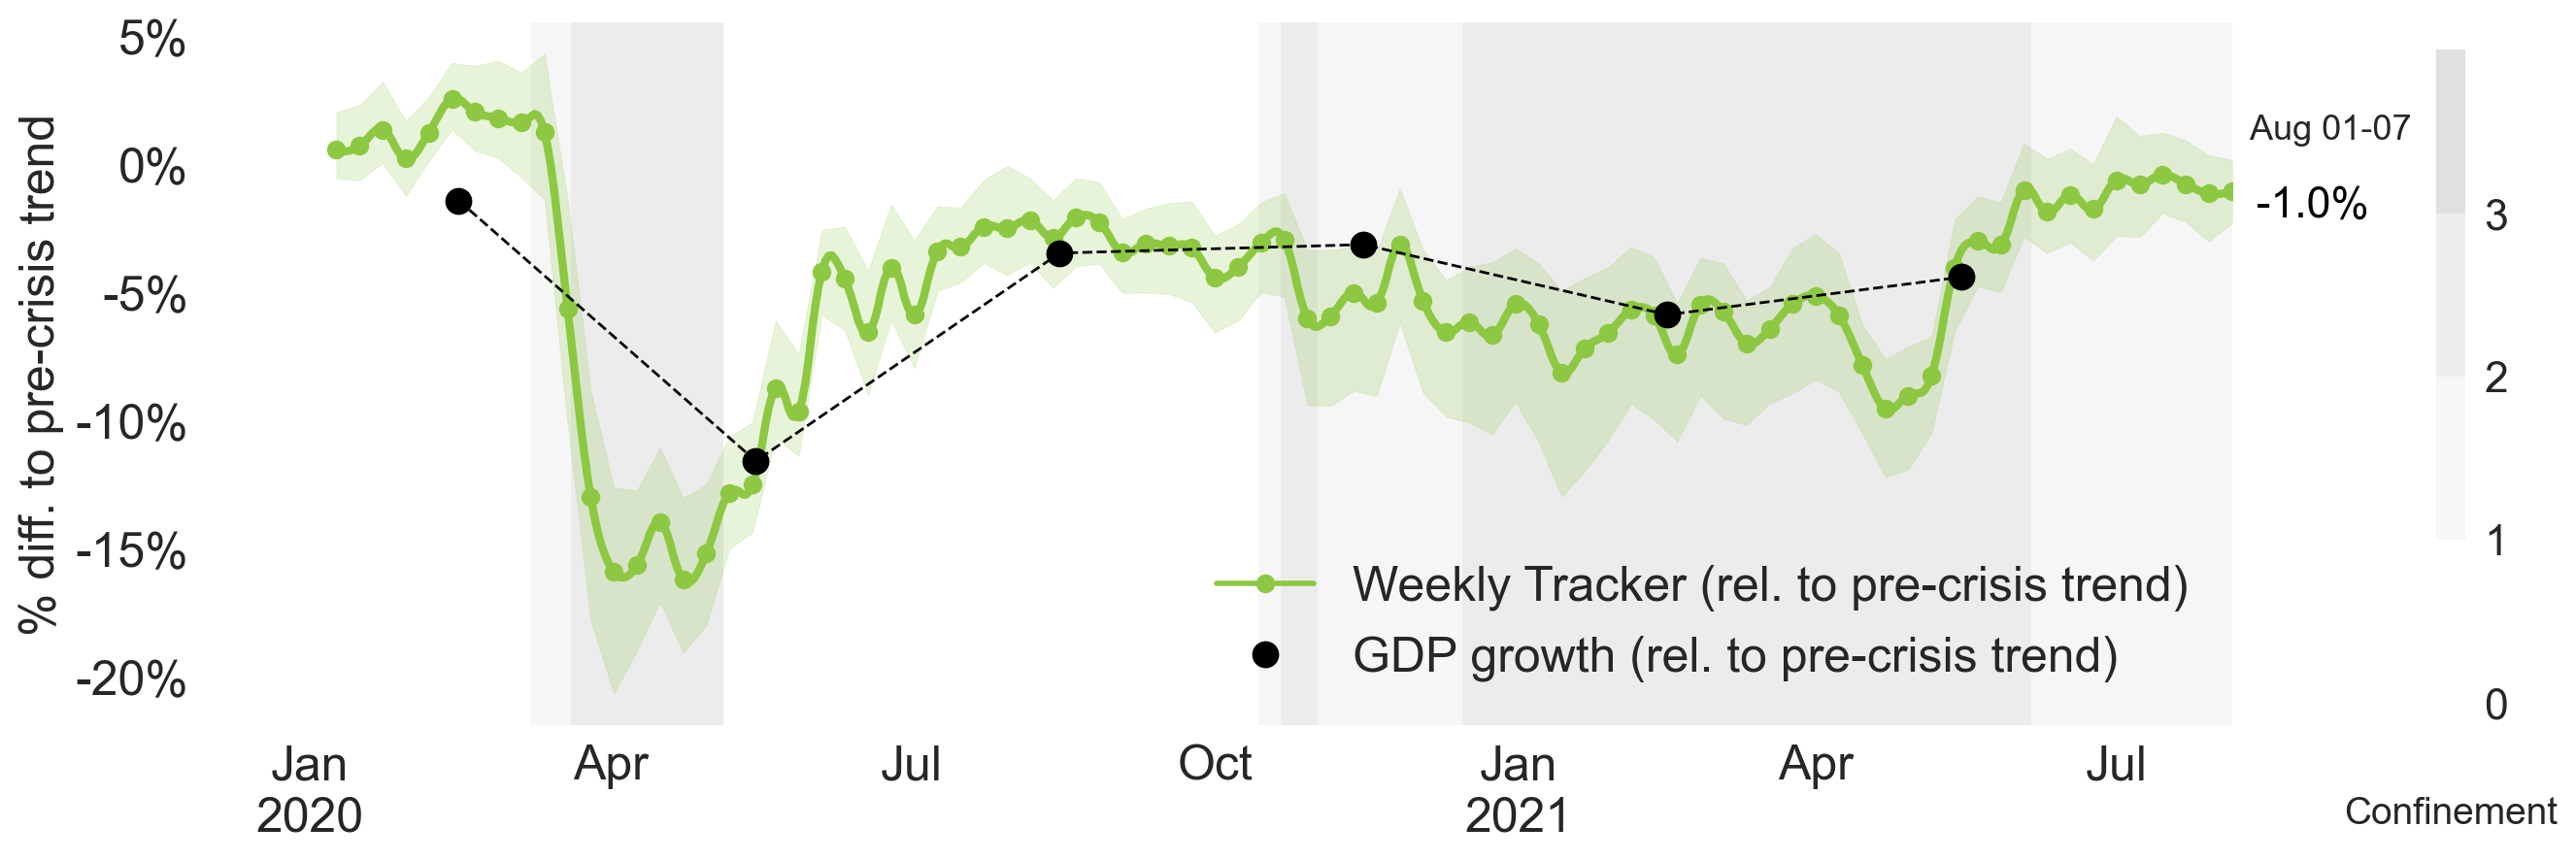 % diff. to pre-crisis trend
5%
0%
-5%
-10%
-15%
-20%
Jan
2020
Apr
Jul
Oct
Jan
2021
Apr
Jul
Weekly Tracker (rel. to pre-crisis trend)
GDP growth (rel. to pre-crisis trend)
Aug 01-07
-1.0%
3
2
1
0
Confinement